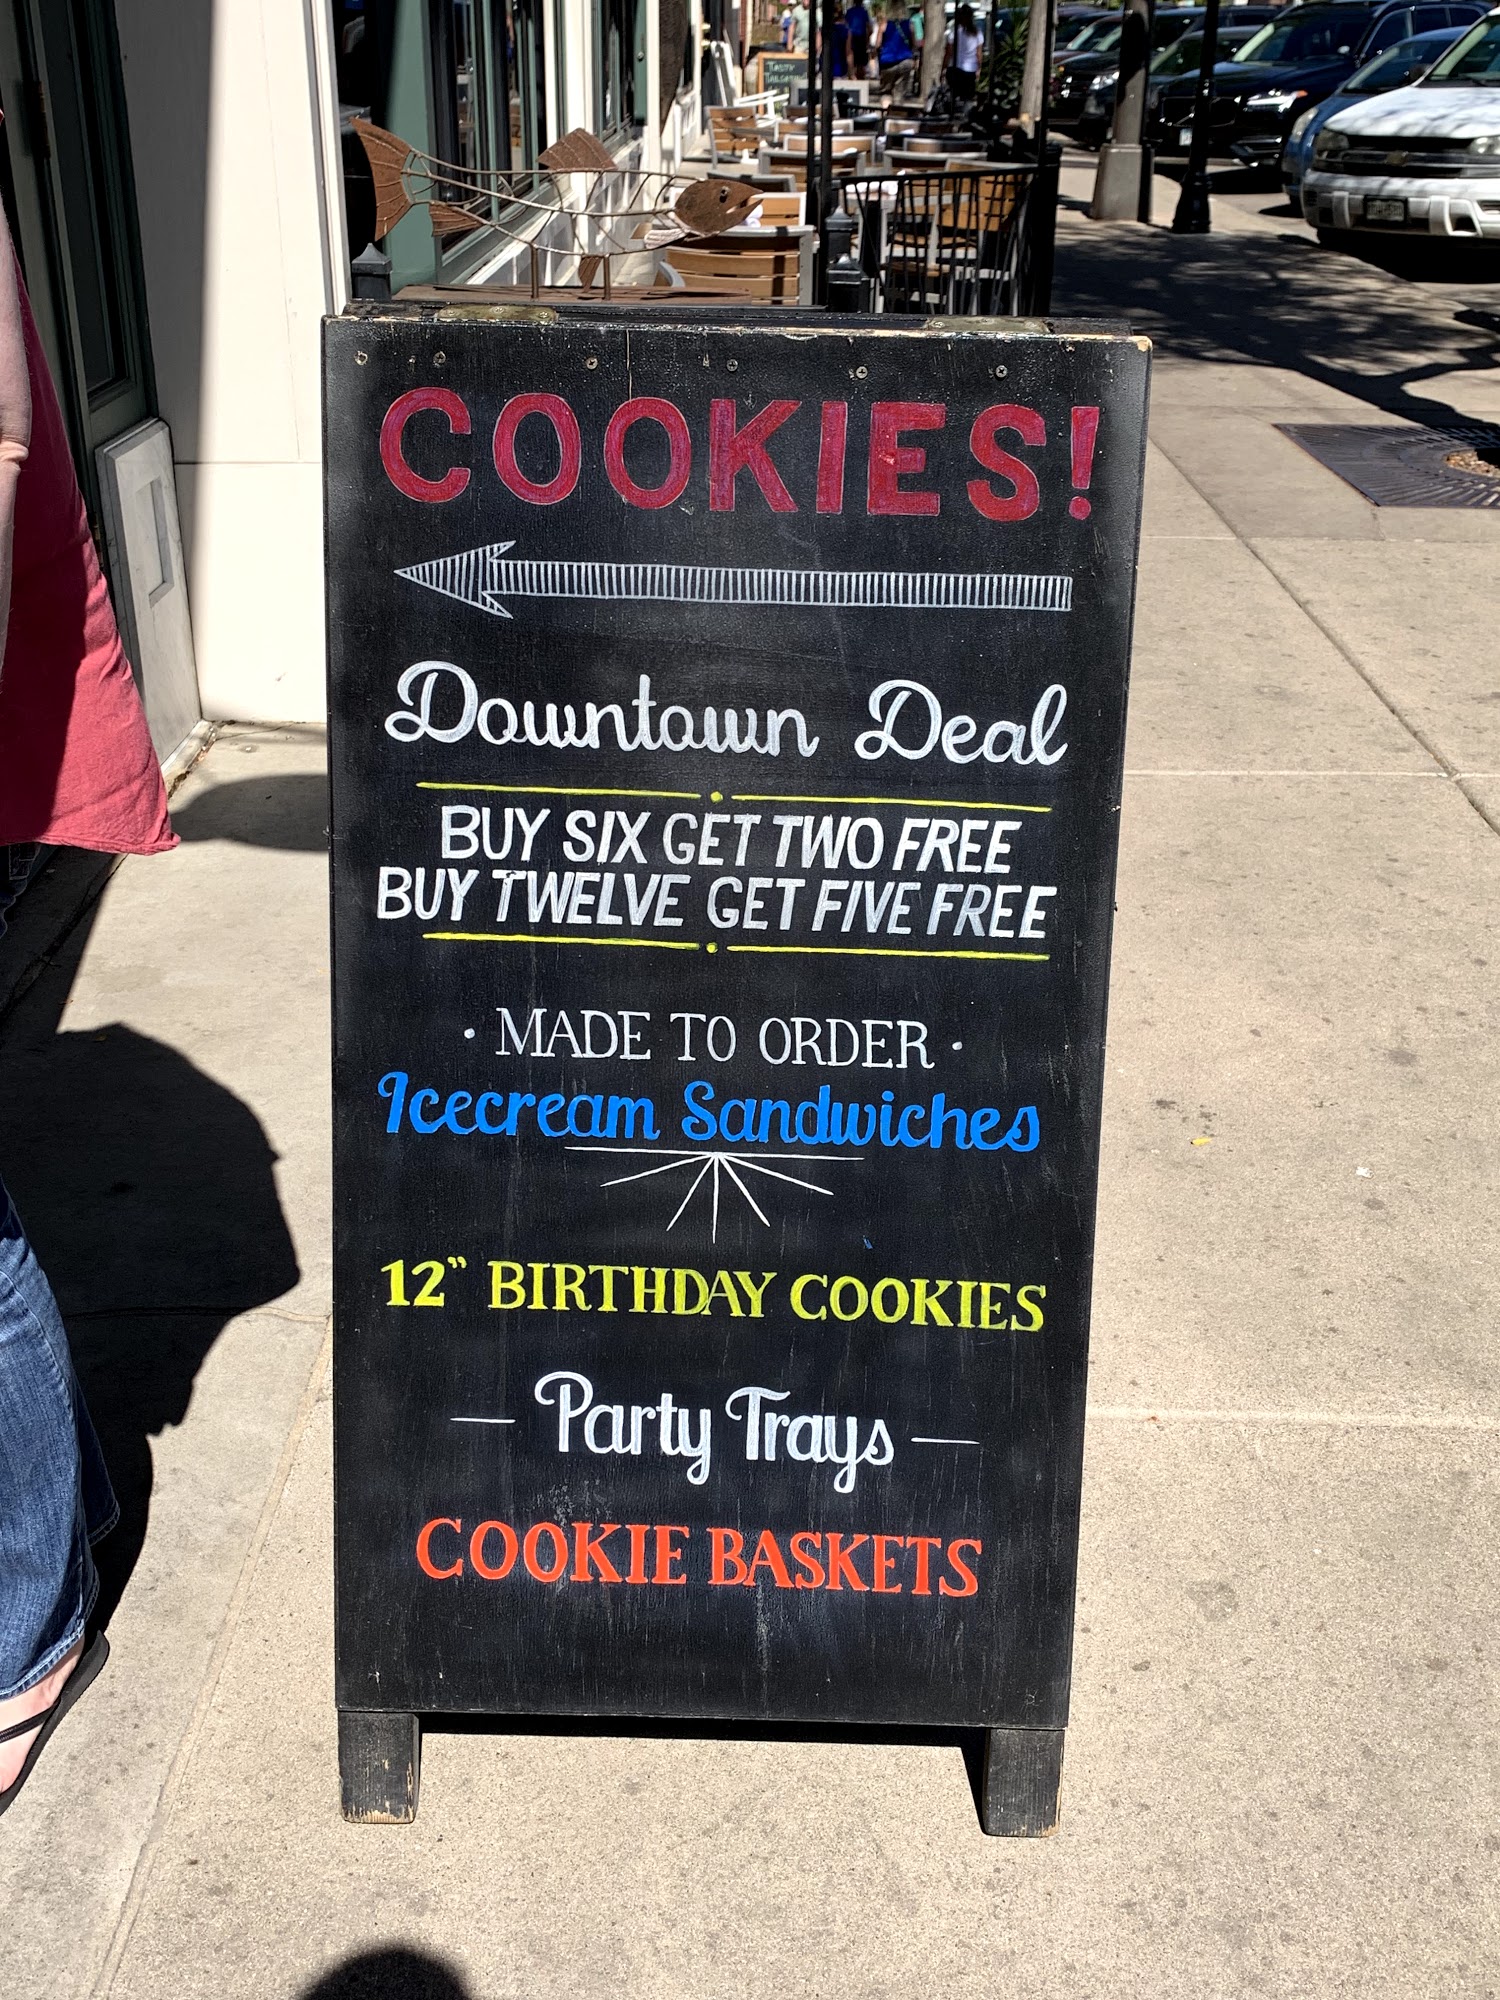 TASTY
COOKIES!
Downtown Deal
BUY SIX GET TWO FREE
BUY TWELVE GET FIVE FREE
· MADE TO ORDER ·
Icecream Sandwiches
12” BIRTHDAY COOKIES
— Party Trays —
COOKIE BASKETS